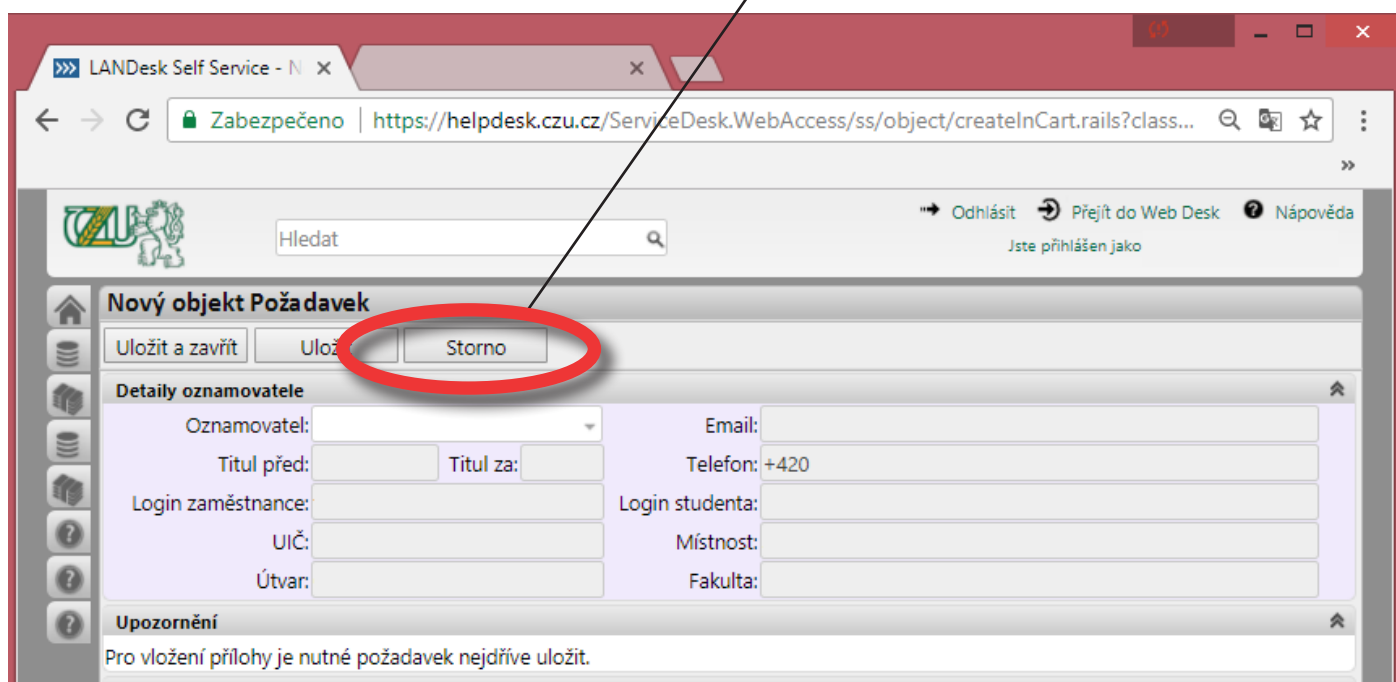 LANDesk Self Service - N
Zabezpečeno | https://helpdesk.czu.cz/ServiceDesk.WebAccess/ss/object/createInCart.rails?class...
»
Odhlásit Přejít do Web Desk Nápověda
CZU Hledat
Jste přihlášen jako
Nový objekt Požadavek
Uložit a zavřít Ulož Storno
Detaily oznamovatele
Oznamovatel: Email:
Titul před: Titul za: Telefon: +420
Login zaměstnance: Login studenta:
UIČ: Místnost:
Útvar: Fakulta:
Upozornění
Pro vložení přílohy je nutné požadavek nejdříve uložit.